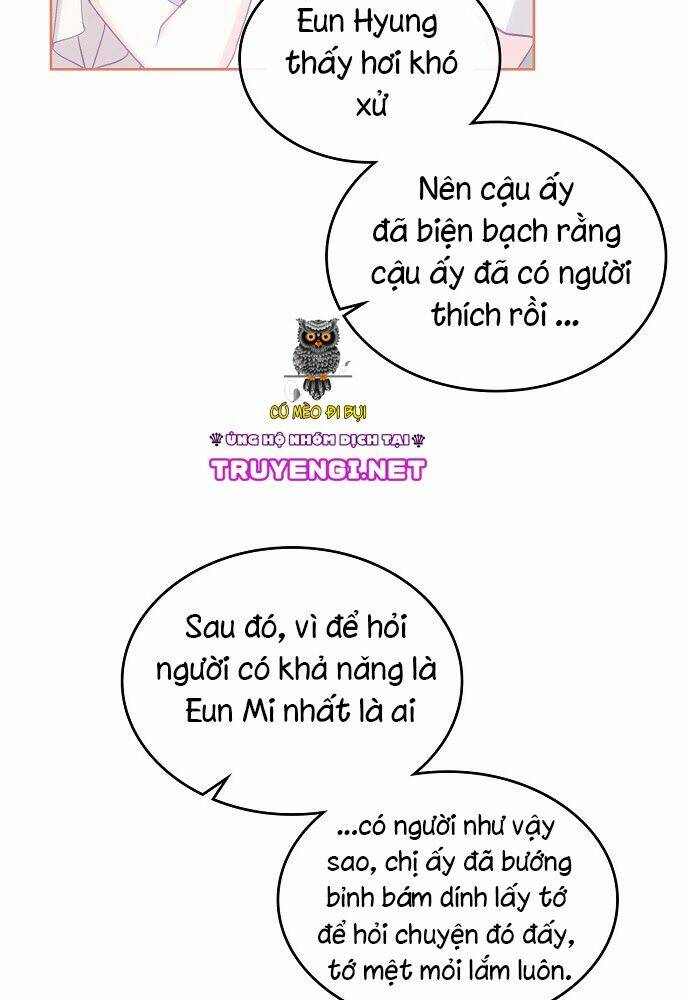 Eun Hyung
thấy hơi khó
xử
Nên cậu ấy
đã biện bạch rằng
cậu ấy đã có người
thích rồi ...
CÚ MÈO ĐI BỤI
ỦNG HỘ NHÓM DỊCH TẠI
TRUYENGI.NET
Sau đó, vì để hỏi
người có khả năng là
Eun Mi nhất là ai
...có người như vậy
sao, chị ấy đã bướng
bỉnh bám dính lấy tớ
để hỏi chuyện đó đấy,
tớ mệt mỏi lắm luôn.